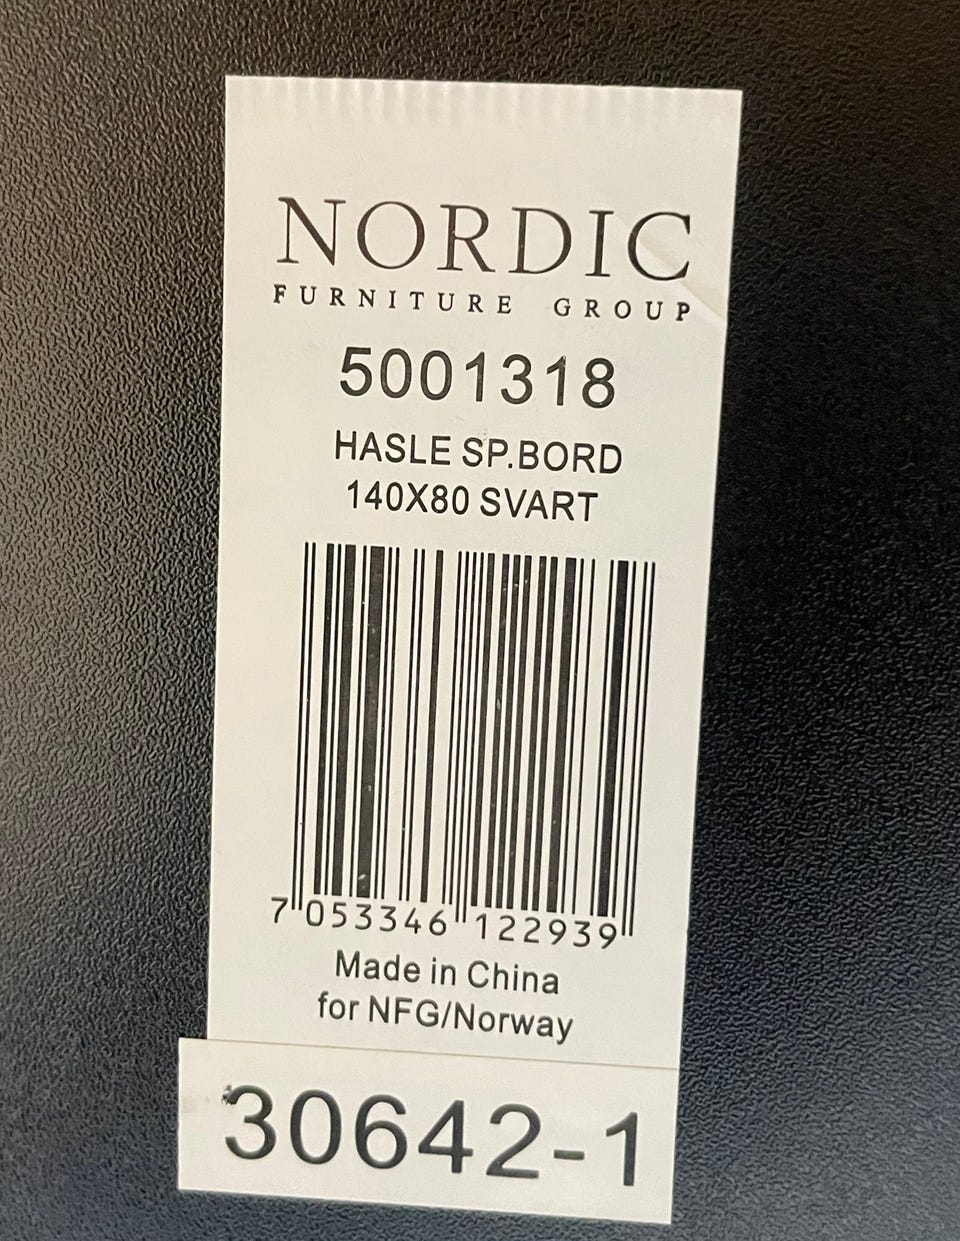 NORDIC
FURNITURE GROUP
5001318
HASLE SP.BORD
140X80 SVART
7 053346 122939
Made in China
for NFG/Norway
30642-1